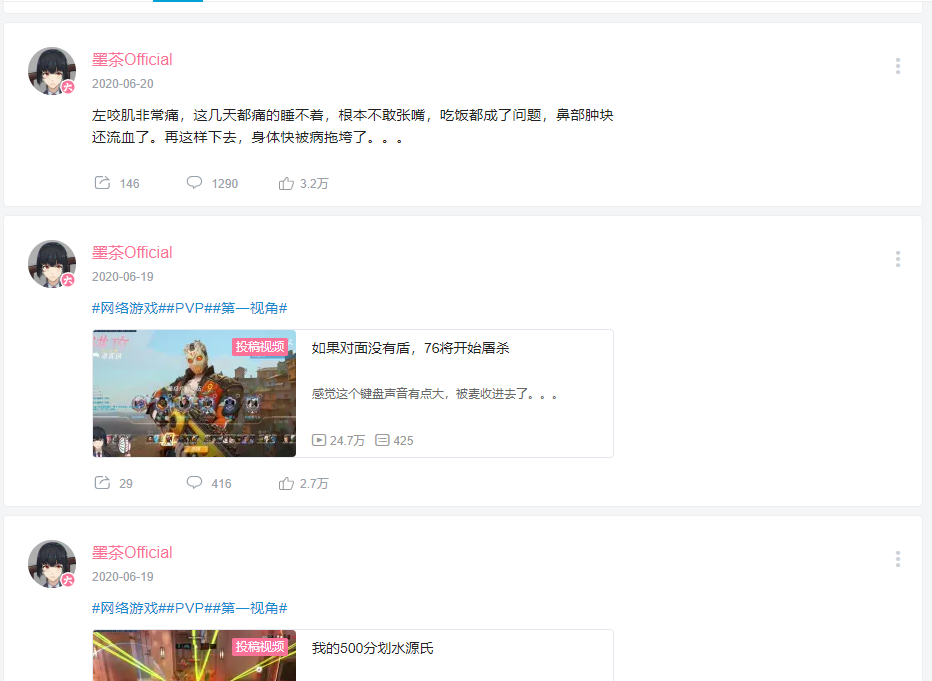 墨茶Official
2020-06-20
左咬肌非常痛，这几天都痛的睡不着，根本不敢张嘴，吃饭都成了问题，鼻部肿块
还流血了。再这样下去，身体快被病拖垮了。。。
146 1290 3.2万
墨茶Official
2020-06-19
#网络游戏##PVP##第一视角#
投稿视频
如果对面没有盾，76将开始屠杀
感觉这个键盘声音有点大，被麦收进去了。。。
24.7万 425
29 416 2.7万
墨茶Official
2020-06-19
#网络游戏##PVP##第一视角#
投稿视频
我的500分划水源氏